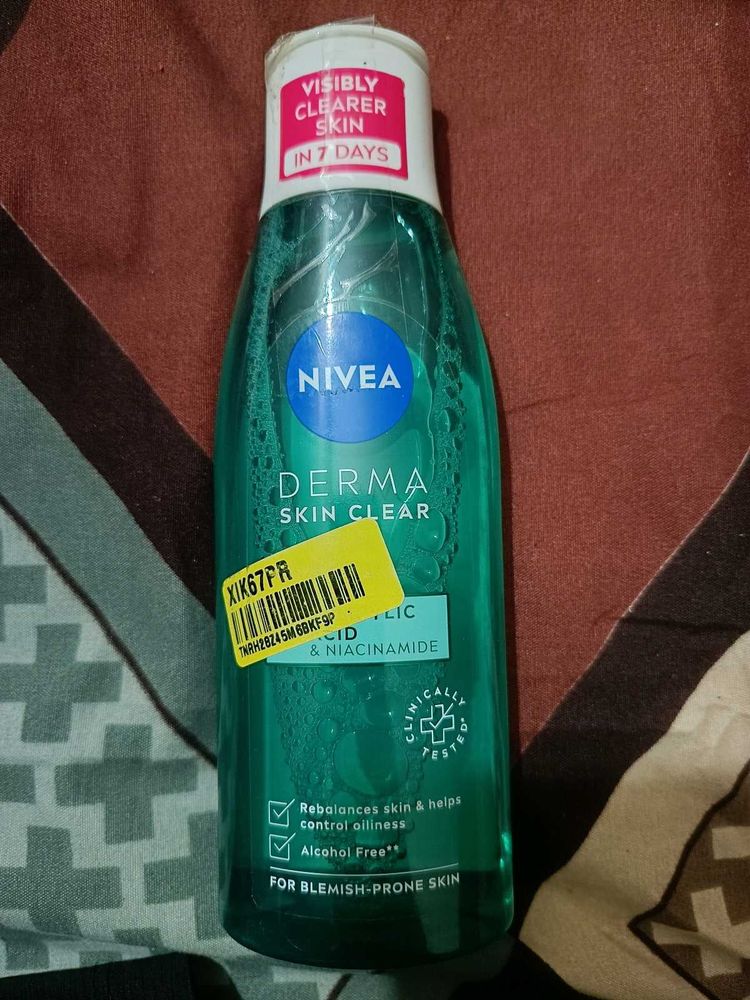 VISIBLY
CLEARER
SKIN
IN 7 DAYS
NIVEA
DERMA
SKIN CLEAR
XIK67PR
TNRH28Z45M6BKF9P
& NIACINAMIDE
CLINICALLY
TESTED*
Rebalances skin & helps
control oiliness
Alcohol Free**
FOR BLEMISH-PRONE SKIN